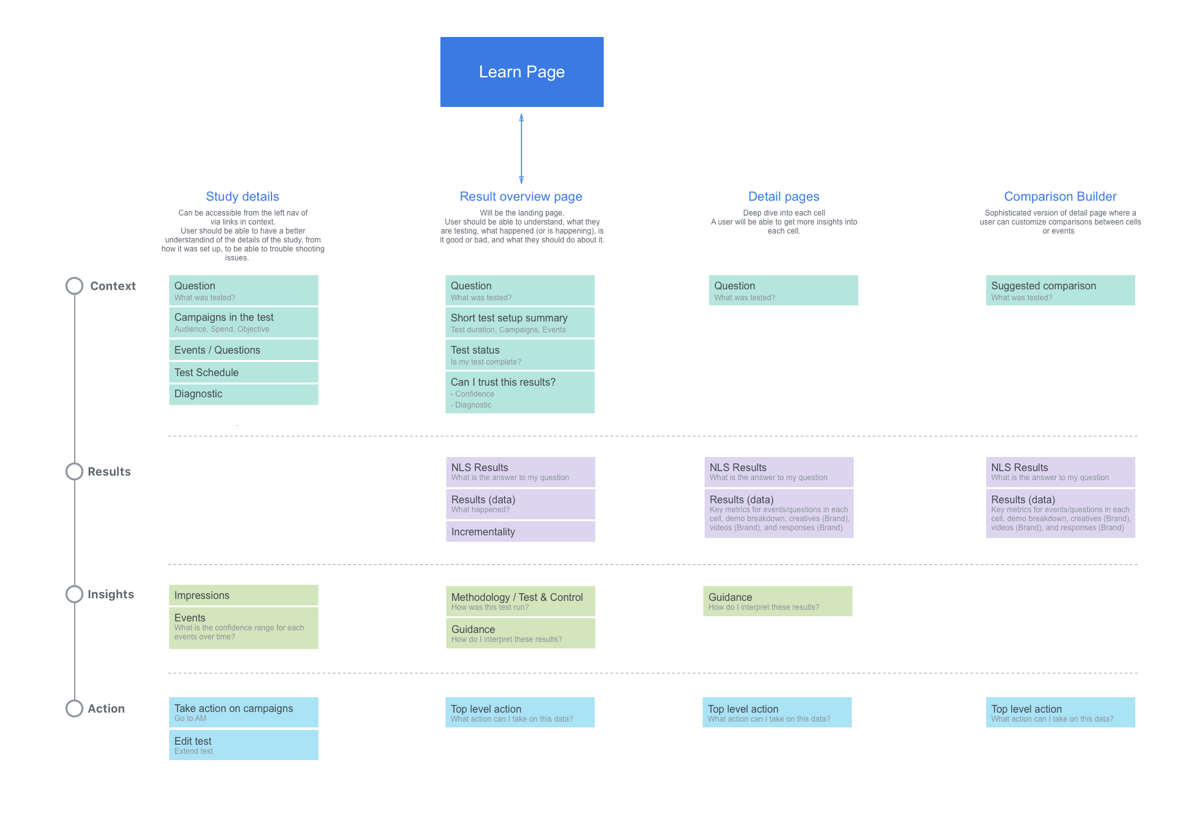 Learn Page
Study details
Can be accessible from the left nav of
via links in context.
User should be able to have a better
understandind of the details of the study, from
how it was set up, to be able to trouble shooting
issues.
Result overview page
Will be the landing page.
User should be able to understand, what they
are testing, what happened (or is happening), is
it good or bad, and what they should do about it.
Detail pages
Deep dive into each cell
A user will be able to get more insights into
each cell.
Comparison Builder
Sophisticated version of detail page where a
user can customize comparisons between cells
or events
Context
Question
What was tested?
Campaigns in the test
Audience, Spend, Objective
Events / Questions
Test Schedule
Diagnostic
Question
What was tested?
Short test setup summary
Test duration, Campaigns, Events
Test status
Is my test complete?
Can I trust this results?
- Confidence
- Diagnostic
Question
What was tested?
Suggested comparison
What was tested?
Results
NLS Results
What is the answer to my question
Results (data)
What happened?
Incrementality
NLS Results
What is the answer to my question
Results (data)
Key metrics for events/questions in each
cell, demo breakdown, creatives (Brand),
videos (Brand), and responses (Brand)
NLS Results
What is the answer to my question
Results (data)
Key metrics for events/questions in each
cell, demo breakdown, creatives (Brand),
videos (Brand), and responses (Brand)
Insights
Impressions
Events
What is the confidence range for each
events over time?
Methodology / Test & Control
How was this test run?
Guidance
How do I interpret these results?
Guidance
How do I interpret these results?
Action
Take action on campaigns
Go to AM
Edit test
Extend test
Top level action
What action can I take on this data?
Top level action
What action can I take on this data?
Top level action
What action can I take on this data?